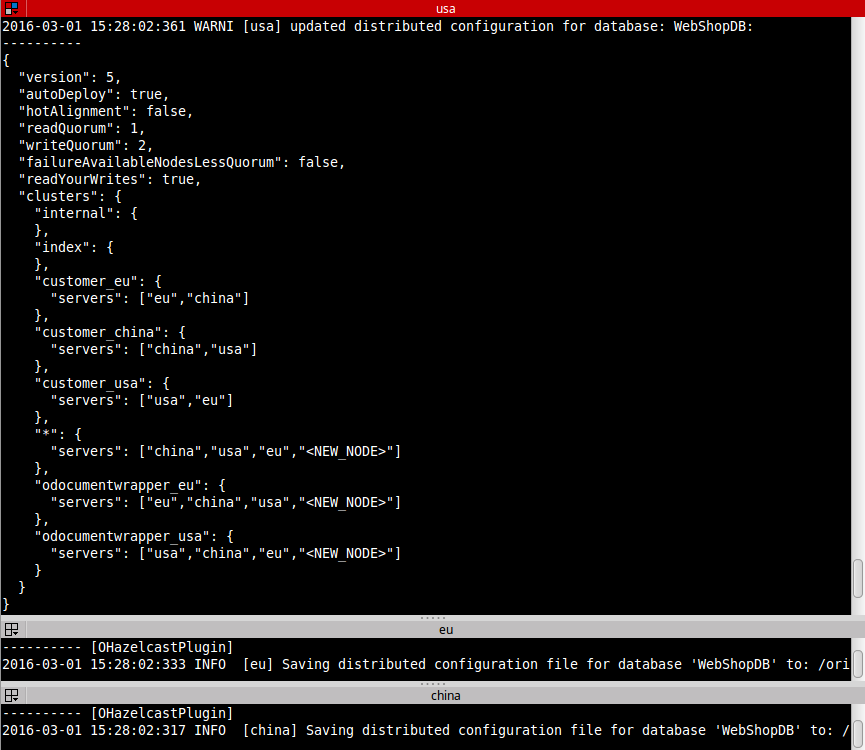 usa
2016-03-01 15:28:02:361 WARNI [usa] updated distributed configuration for database: WebShopDB:
----------
{
  "version": 5,
  "autoDeploy": true,
  "hotAlignment": false,
  "readQuorum": 1,
  "writeQuorum": 2,
  "failureAvailableNodesLessQuorum": false,
  "readYourWrites": true,
  "clusters": {
    "internal": {
    },
    "index": {
    },
    "customer_eu": {
      "servers": ["eu","china"]
    },
    "customer_china": {
      "servers": ["china","usa"]
    },
    "customer_usa": {
      "servers": ["usa","eu"]
    },
    "*": {
      "servers": ["china","usa","eu","<NEW_NODE>"]
    },
    "odocumentwrapper_eu": {
      "servers": ["eu","china","usa","<NEW_NODE>"]
    },
    "odocumentwrapper_usa": {
      "servers": ["usa","china","eu","<NEW_NODE>"]
    }
  }
}
eu
---------- [OHazelcastPlugin]
2016-03-01 15:28:02:333 INFO  [eu] Saving distributed configuration file for database 'WebShopDB' to: /ori
china
---------- [OHazelcastPlugin]
2016-03-01 15:28:02:317 INFO  [china] Saving distributed configuration file for database 'WebShopDB' to: /